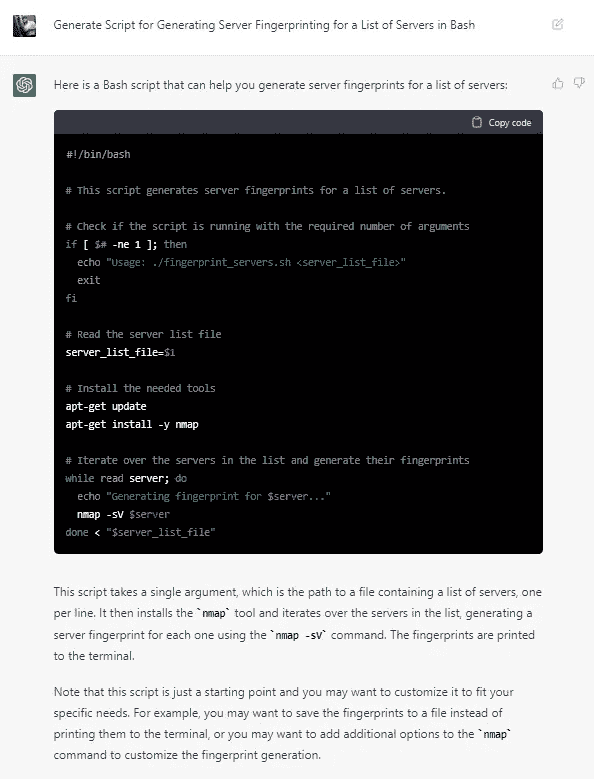 Generate Script for Generating Server Fingerprinting for a List of Servers in Bash
Here is a Bash script that can help you generate server fingerprints for a list of servers:
Copy code
#!/bin/bash
# This script generates server fingerprints for a list of servers.
# Check if the script is running with the required number of arguments
if [ $# -ne 1 ]; then
  echo "Usage: ./fingerprint_servers.sh <server_list_file>"
  exit
fi
# Read the server list file
server_list_file=$1
# Install the needed tools
apt-get update
apt-get install -y nmap
# Iterate over the servers in the list and generate their fingerprints
while read server; do
  echo "Generating fingerprint for $server..."
  nmap -sV $server
done < "$server_list_file"
This script takes a single argument, which is the path to a file containing a list of servers, one
per line. It then installs the `nmap` tool and iterates over the servers in the list, generating a
server fingerprint for each one using the `nmap -sV` command. The fingerprints are printed
to the terminal.
Note that this script is just a starting point and you may want to customize it to fit your
specific needs. For example, you may want to save the fingerprints to a file instead of
printing them to the terminal, or you may want to add additional options to the `nmap`
command to customize the fingerprint generation.